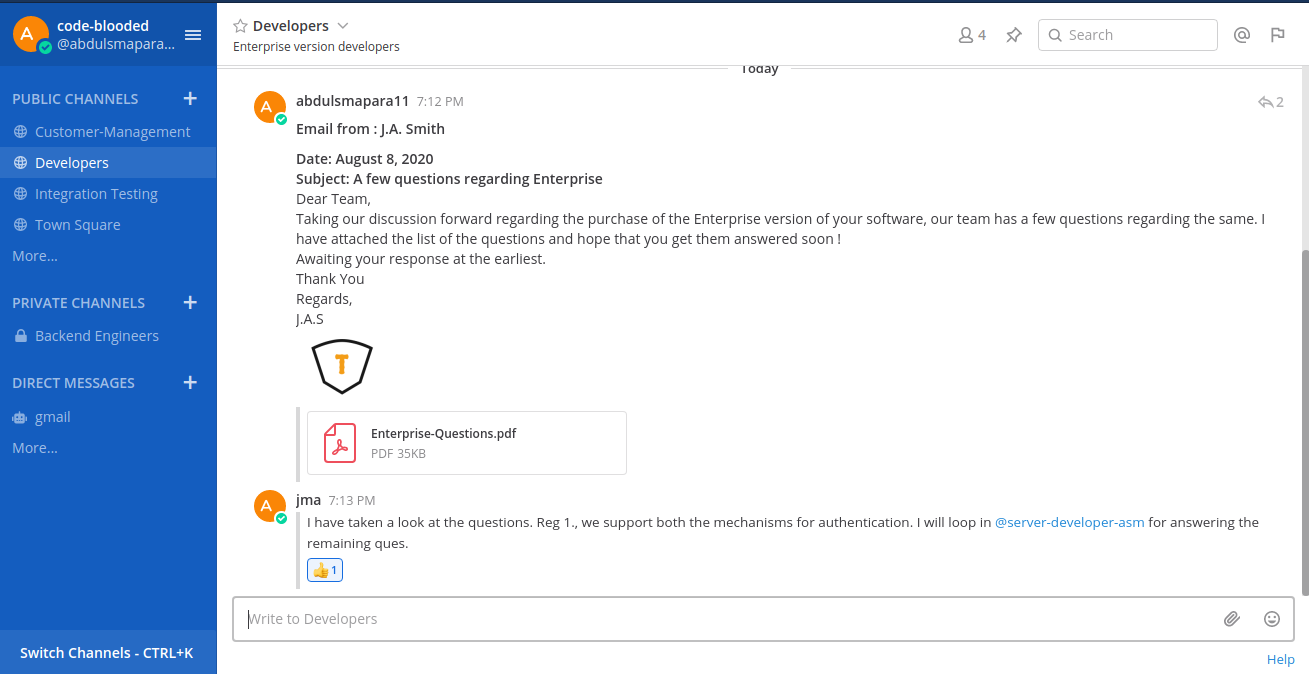 A
code-blooded
@abdulsmapara...
PUBLIC CHANNELS +
Customer-Management
Developers
Integration Testing
Town Square
More...
PRIVATE CHANNELS +
Backend Engineers
DIRECT MESSAGES +
gmail
More...
Switch Channels - CTRL+K
Developers
Enterprise version developers
4
Search
@
Today
A
abdulsmapara11 7:12 PM
2
Email from : J.A. Smith
Date: August 8, 2020
Subject: A few questions regarding Enterprise
Dear Team,
Taking our discussion forward regarding the purchase of the Enterprise version of your software, our team has a few questions regarding the same. I
have attached the list of the questions and hope that you get them answered soon !
Awaiting your response at the earliest.
Thank You
Regards,
J.A.S
T
Enterprise-Questions.pdf
PDF 35KB
A
jma 7:13 PM
I have taken a look at the questions. Reg 1., we support both the mechanisms for authentication. I will loop in @server-developer-asm for answering the
remaining ques.
👍 1
Write to Developers
Help